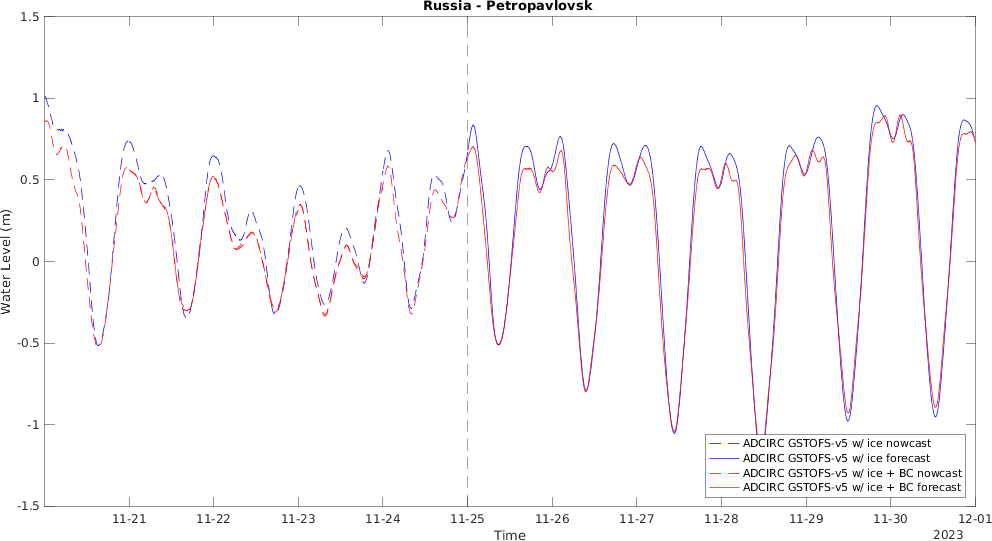 Russia - Petropavlovsk
1.5
1
0.5
0
-0.5
-1
-1.5
Water Level (m)
ADCIRC GSTOFS-v5 w/ ice nowcast
ADCIRC GSTOFS-v5 w/ ice forecast
ADCIRC GSTOFS-v5 w/ ice + BC nowcast
ADCIRC GSTOFS-v5 w/ ice + BC forecast
11-21 11-22 11-23 11-24 11-25 11-26 11-27 11-28 11-29 11-30 12-01
Time
2023